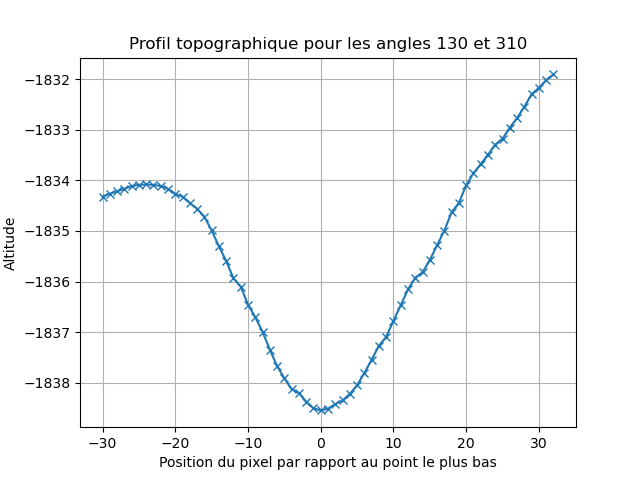 Profil topographique pour les angles 130 et 310
−1832
−1833
−1834
−1835
−1836
−1837
−1838
Altitude
−30 −20 −10 0 10 20 30
Position du pixel par rapport au point le plus bas